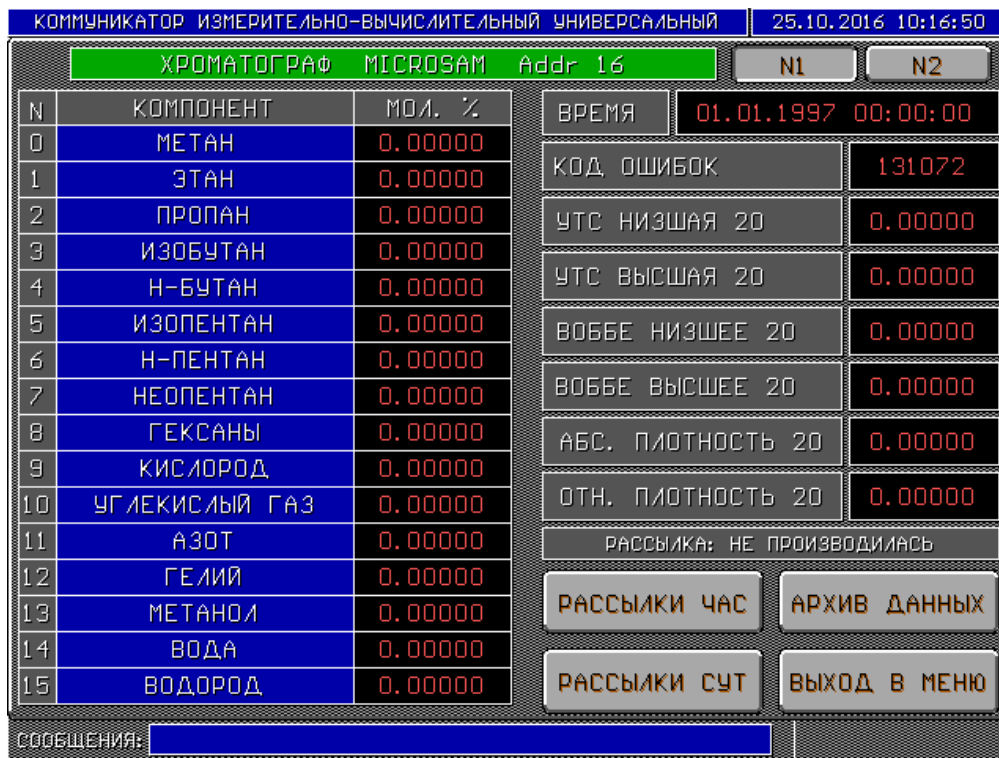 КОММУНИКАТОР ИЗМЕРИТЕЛЬНО-ВЫЧИСЛИТЕЛЬНЫЙ УНИВЕРСАЛЬНЫЙ 25.10.2016 10:16:50
ХРОМАТОГРАФ MICROSAM Addr 16 N1 N2
N КОМПОНЕНТ МОЛ. %
0 МЕТАН 0.00000
1 ЭТАН 0.00000
2 ПРОПАН 0.00000
3 ИЗОБУТАН 0.00000
4 Н-БУТАН 0.00000
5 ИЗОПЕНТАН 0.00000
6 Н-ПЕНТАН 0.00000
7 НЕОПЕНТАН 0.00000
8 ГЕКСАНЫ 0.00000
9 КИСЛОРОД 0.00000
10 УГЛЕКИСЛЫЙ ГАЗ 0.00000
11 АЗОТ 0.00000
12 ГЕЛИЙ 0.00000
13 МЕТАНОЛ 0.00000
14 ВОДА 0.00000
15 ВОДОРОД 0.00000
ВРЕМЯ 01.01.1997 00:00:00
КОД ОШИБОК 131072
УТС НИЗШАЯ 20 0.00000
УТС ВЫСШАЯ 20 0.00000
ВОББЕ НИЗШЕЕ 20 0.00000
ВОББЕ ВЫСШЕЕ 20 0.00000
АБС. ПЛОТНОСТЬ 20 0.00000
ОТН. ПЛОТНОСТЬ 20 0.00000
РАССЫЛКА: НЕ ПРОИЗВОДИЛАСЬ
РАССЫЛКИ ЧАС АРХИВ ДАННЫХ
РАССЫЛКИ СУТ ВЫХОД В МЕНЮ
СООБЩЕНИЯ: